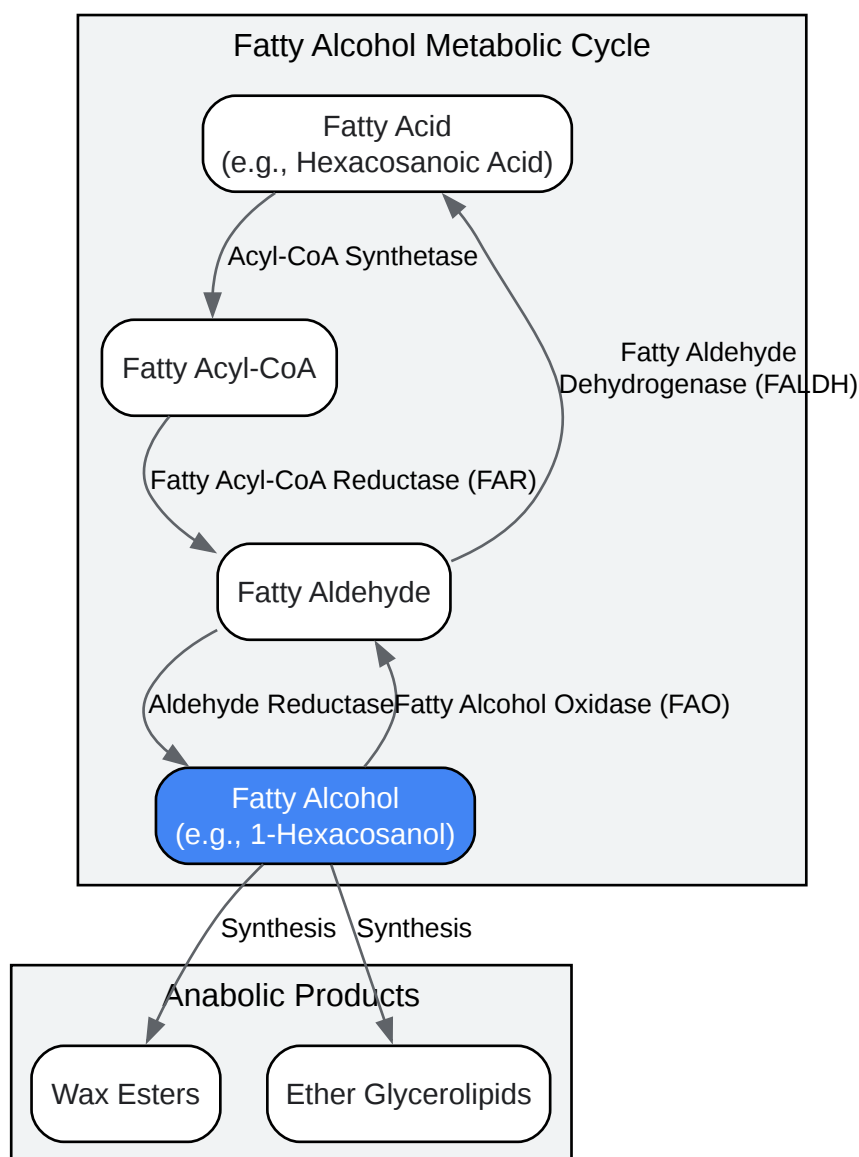 Fatty Alcohol Metabolic Cycle
Fatty Acid
(e.g., Hexacosanoic Acid)
Acyl-CoA Synthetase
Fatty Aldehyde
Dehydrogenase (FALDH)
Fatty Acyl-CoA
Fatty Acyl-CoA Reductase (FAR)
Fatty Aldehyde
Aldehyde Reductase
Fatty Alcohol Oxidase (FAO)
Fatty Alcohol
(e.g., 1-Hexacosanol)
Synthesis
Synthesis
Anabolic Products
Wax Esters
Ether Glycerolipids